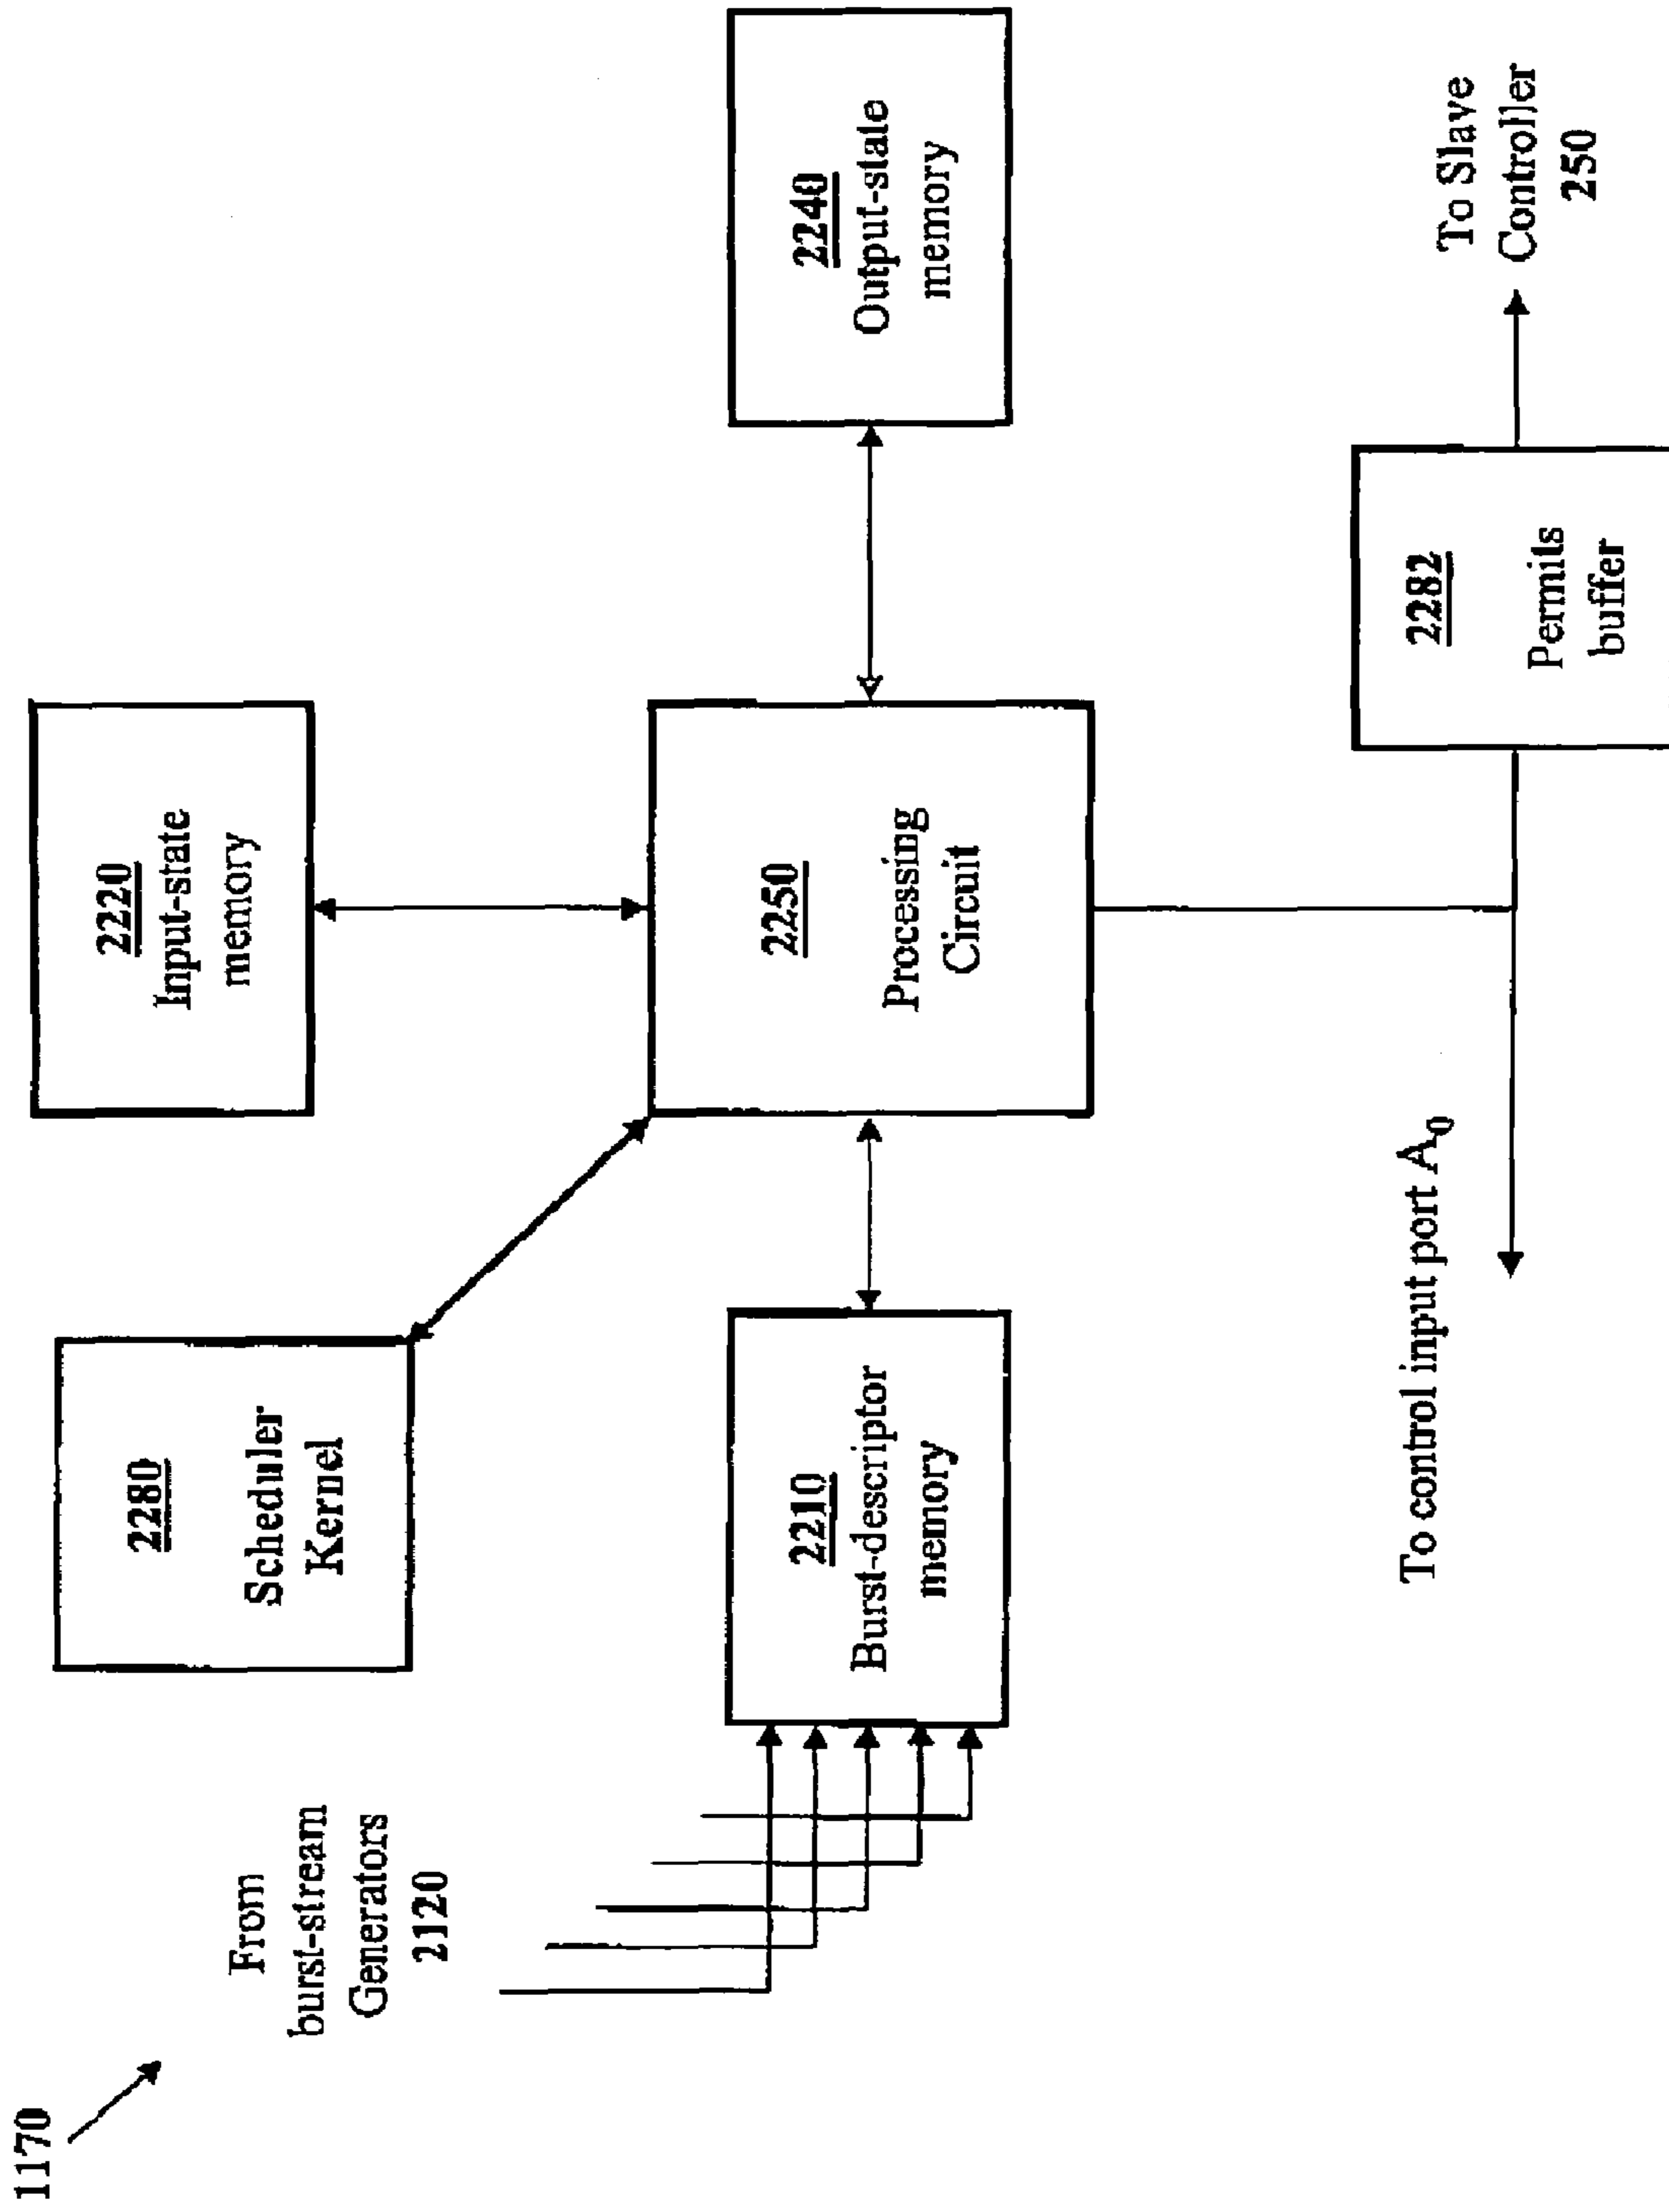 1170
From
burst-stream
Generators
2120
2280
Scheduler
Kernel
2220
Input-state
memory
2210
Burst-descriptor
memory
2250
Processing
Circuit
2240
Output-state
memory
To control input port A₀
2282
Permits
buffer
To Slave
Controller
250